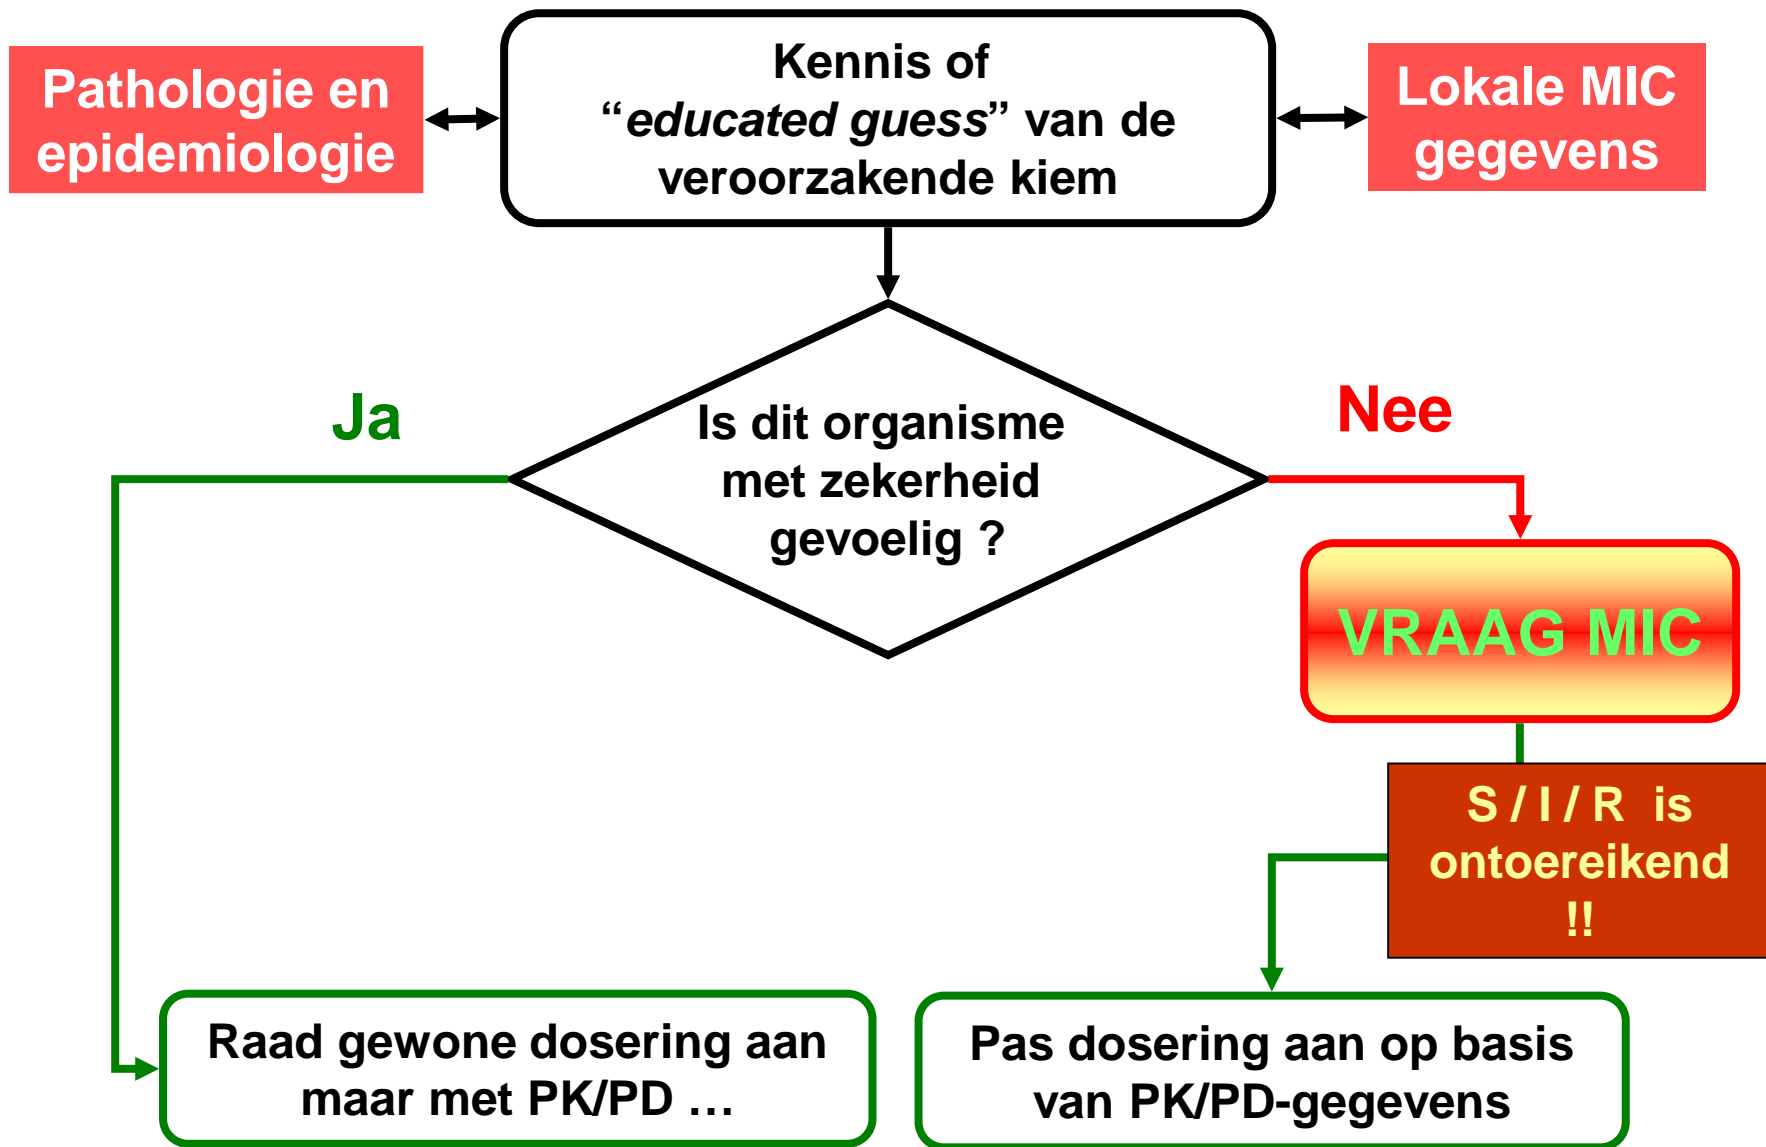 Pathologie en
epidemiologie
Kennis of
“educated guess” van de
veroorzakende kiem
Lokale MIC
gegevens
Ja
Is dit organisme
met zekerheid
gevoelig ?
Nee
VRAAG MIC
S / I / R is
ontoereikend
!!
Raad gewone dosering aan
maar met PK/PD …
Pas dosering aan op basis
van PK/PD-gegevens